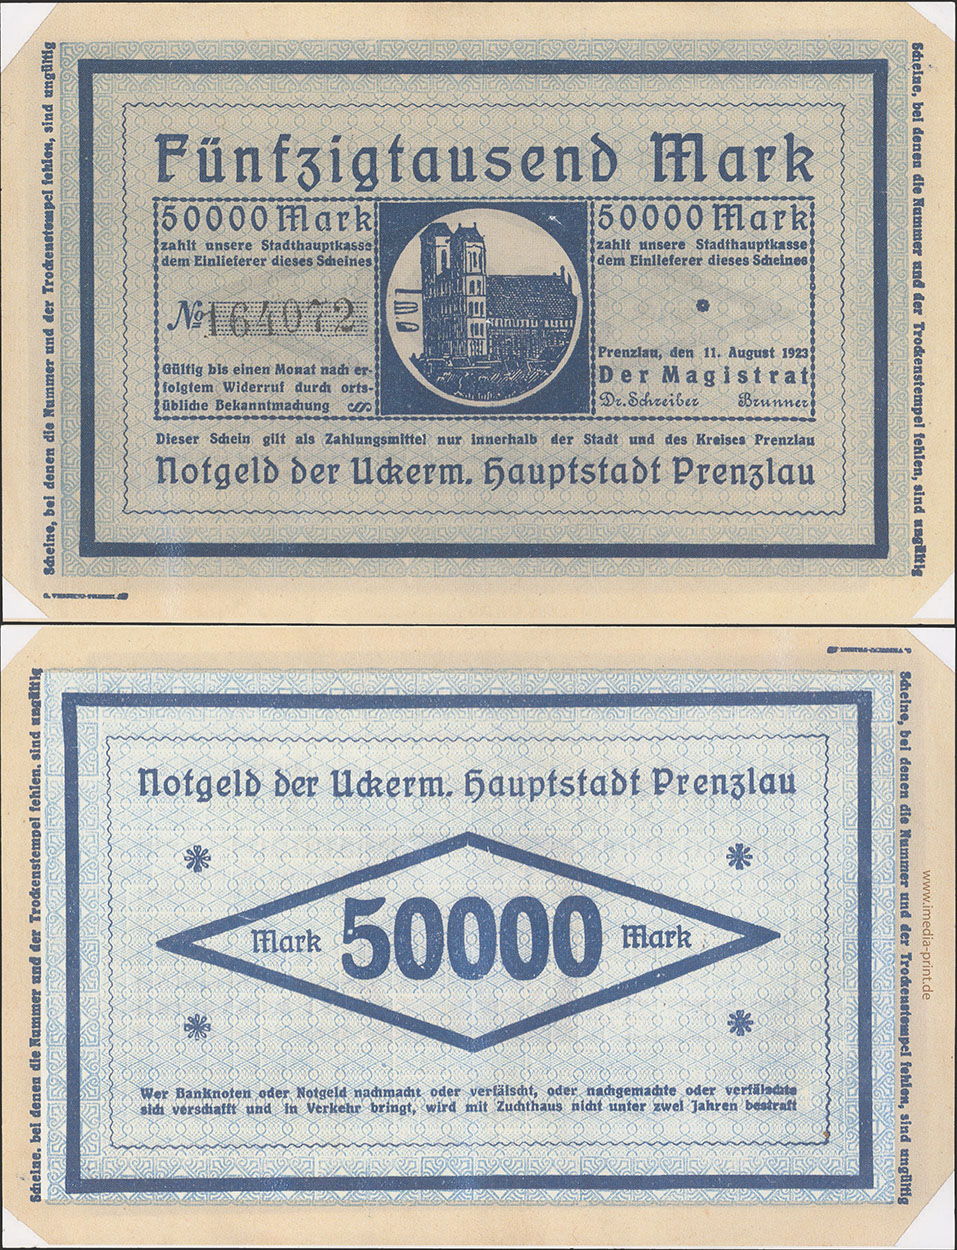 Scheine, bei denen die Nummer und der Trockenstempel fehlen, sind ungültig
Fünfzigtausend Mark
50000 Mark
zahlt unsere Stadthauptkasse
dem Einlieferer dieses Scheines
No 164072
Gültig bis einen Monat nach er-
folgtem Widerruf durch orts-
übliche Bekanntmachung
50000 Mark
zahlt unsere Stadthauptkasse
dem Einlieferer dieses Scheines
Prenzlau, den 11. August 1923
Der Magistrat
Dr. Schreiber Brunner
Dieser Schein gilt als Zahlungsmittel nur innerhalb der Stadt und des Kreises Prenzlau
Notgeld der Uckerm. Hauptstadt Prenzlau
Scheine, bei denen die Nummer und der Trockenstempel fehlen, sind ungültig
Scheine, bei denen die Nummer und der Trockenstempel fehlen, sind ungültig
Notgeld der Uckerm. Hauptstadt Prenzlau
Mark 50000 Mark
Wer Banknoten oder Notgeld nachmacht oder verfälscht, oder nachgemachte oder verfälschte
sich verschafft und in Verkehr bringt, wird mit Zuchthaus nicht unter zwei Jahren bestraft
Scheine, bei denen die Nummer und der Trockenstempel fehlen, sind ungültig
www.imedia-print.de